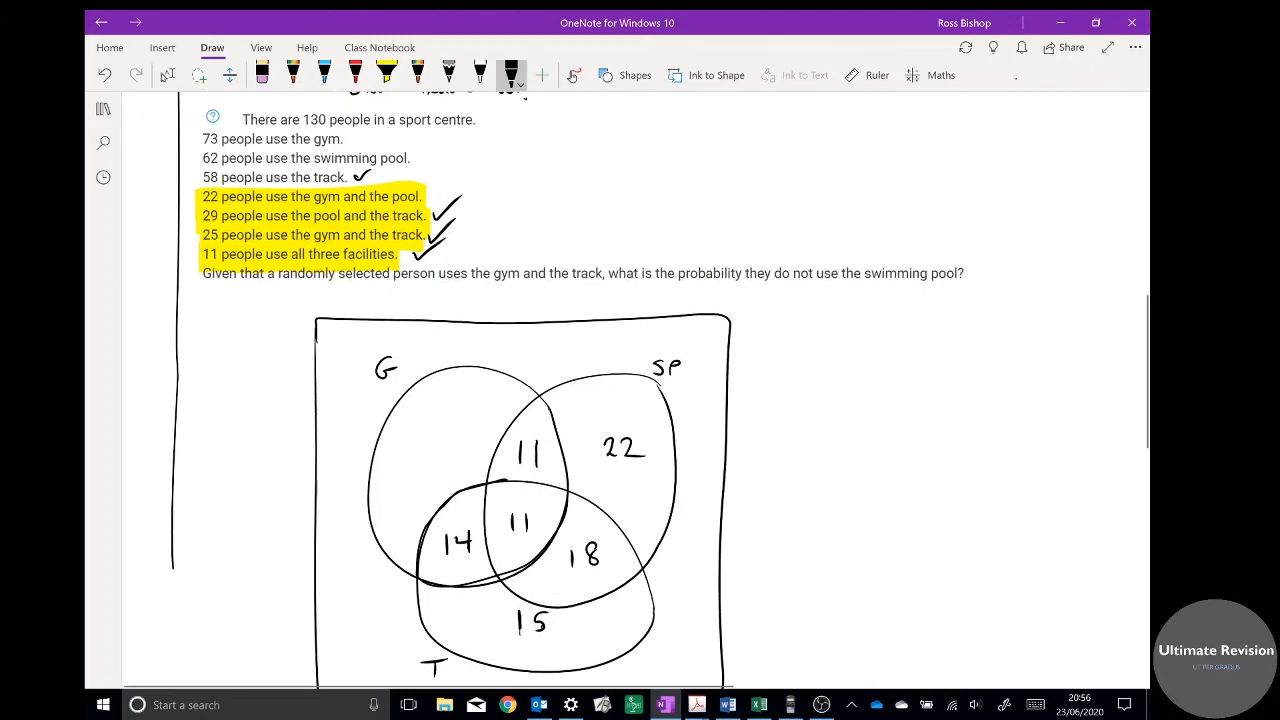 OneNote for Windows 10
Ross Bishop
Home Insert Draw View Help Class Notebook
Share
Shapes
Ink to Shape
Ink to Text
Ruler
Maths
There are 130 people in a sport centre.
73 people use the gym.
62 people use the swimming pool.
58 people use the track.
22 people use the gym and the pool.
29 people use the pool and the track.
25 people use the gym and the track.
11 people use all three facilities.
Given that a randomly selected person uses the gym and the track, what is the probability they do not use the swimming pool?
G
SP
11
22
11
14
18
15
T
Ultimate Revision
UT PER GRADUS
Start a search
20:56
23/06/2020